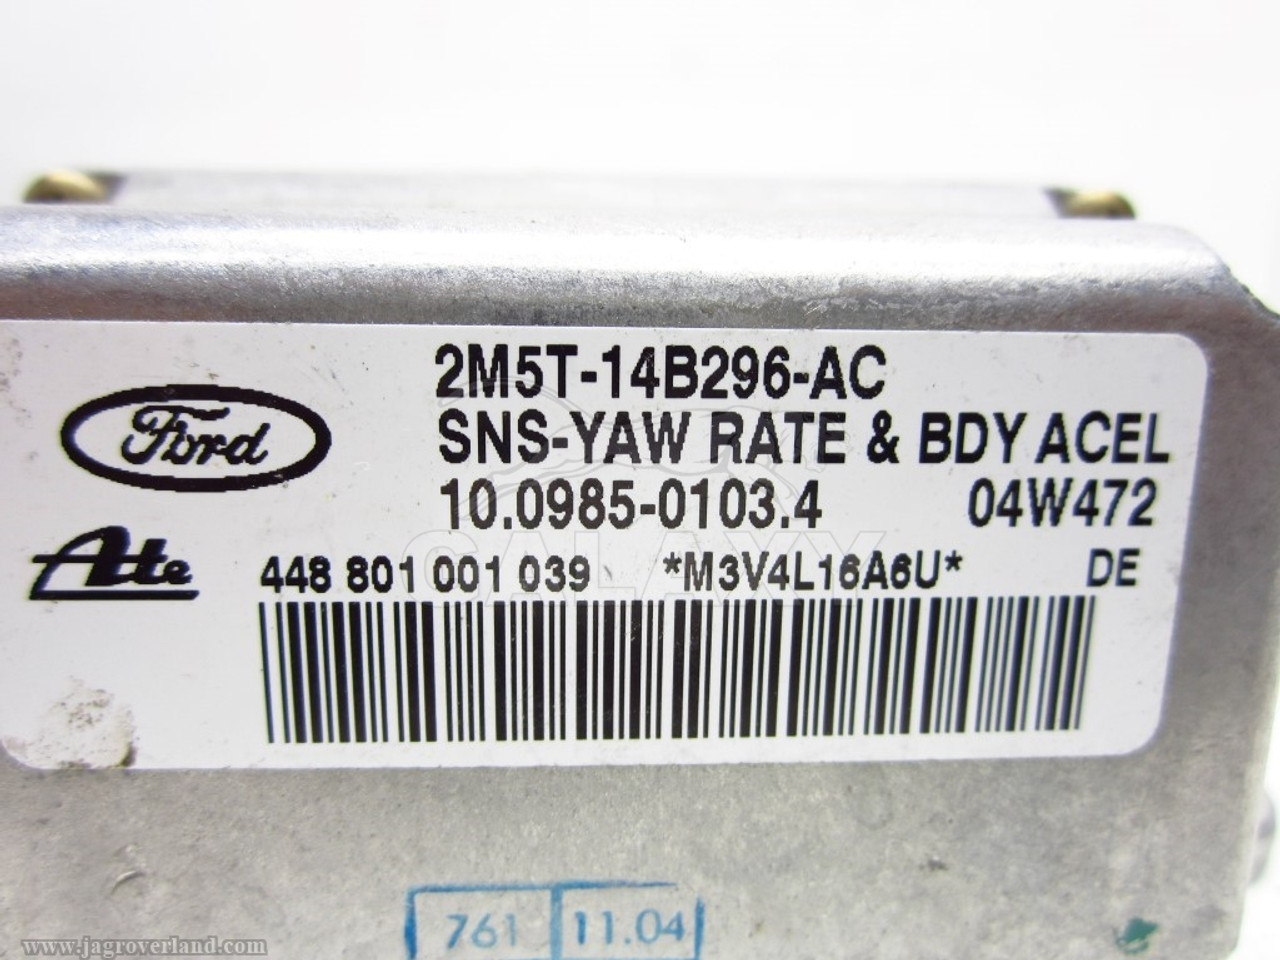 2M5T-14B296-AC
Ford
SNS-YAW RATE & BDY ACEL
10.0985-0103.4 04W472
Ate
448 801 001 039 *M3V4L16A6U* DE
GALAXY
761 11.04
www.jagroverland.com